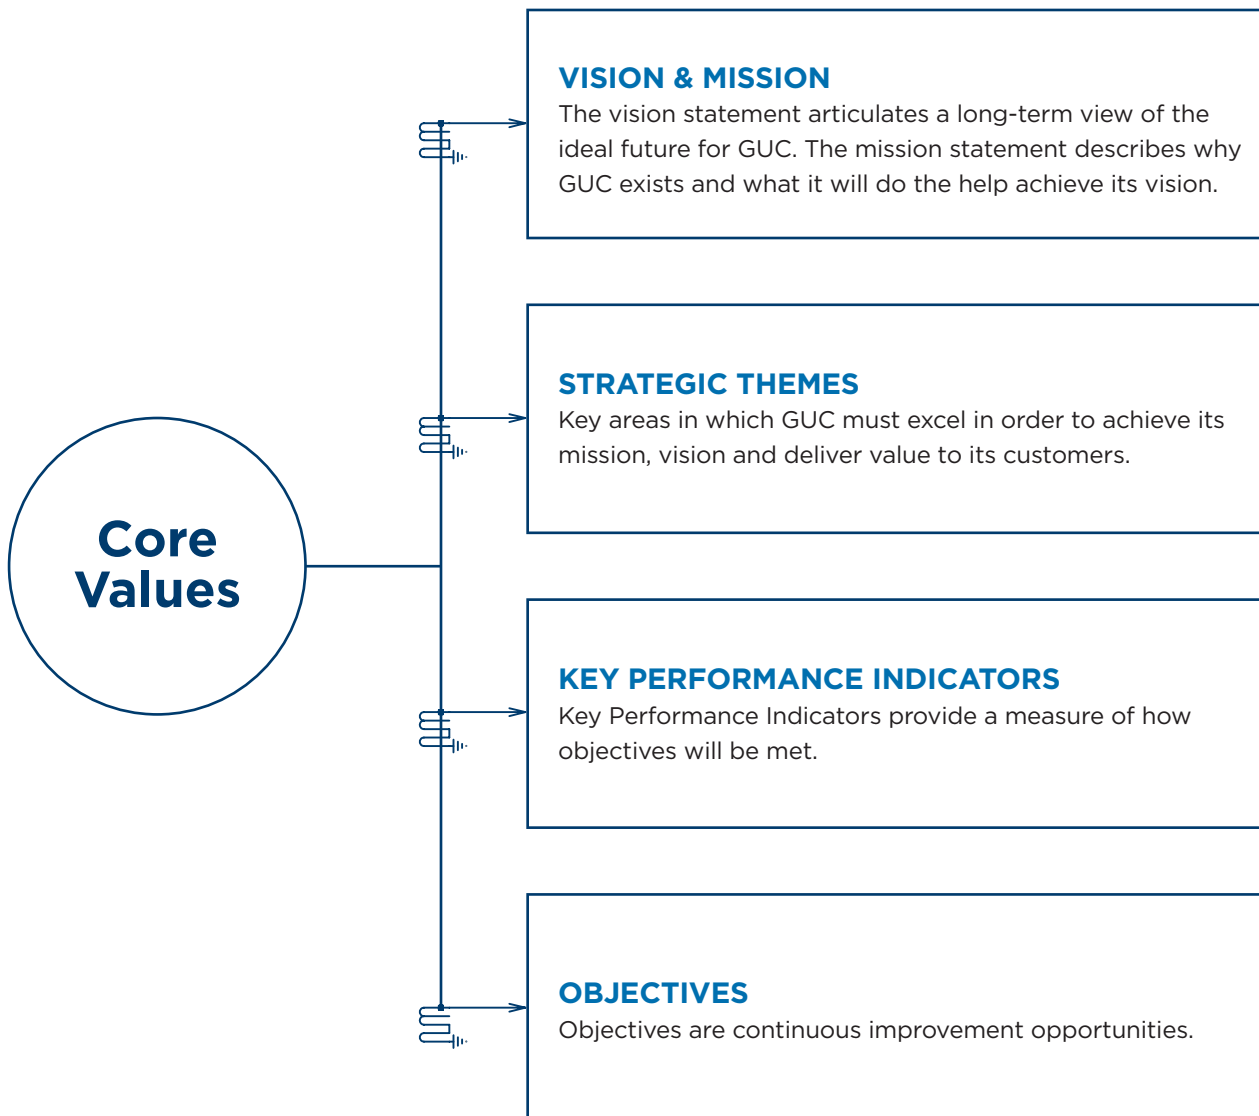 VISION & MISSION
The vision statement articulates a long-term view of the
ideal future for GUC. The mission statement describes why
GUC exists and what it will do the help achieve its vision.
STRATEGIC THEMES
Key areas in which GUC must excel in order to achieve its
mission, vision and deliver value to its customers.
Core
Values
KEY PERFORMANCE INDICATORS
Key Performance Indicators provide a measure of how
objectives will be met.
OBJECTIVES
Objectives are continuous improvement opportunities.